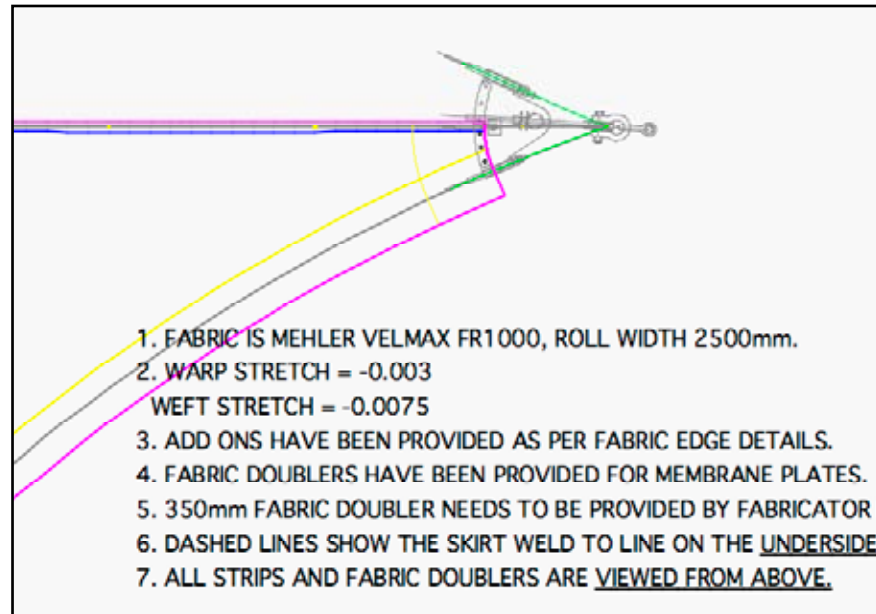 1. FABRIC IS MEHLER VELMAX FR1000, ROLL WIDTH 2500mm.
2. WARP STRETCH = -0.003
WEFT STRETCH = -0.0075
3. ADD ONS HAVE BEEN PROVIDED AS PER FABRIC EDGE DETAILS.
4. FABRIC DOUBLERS HAVE BEEN PROVIDED FOR MEMBRANE PLATES.
5. 350mm FABRIC DOUBLER NEEDS TO BE PROVIDED BY FABRICATOR
6. DASHED LINES SHOW THE SKIRT WELD TO LINE ON THE UNDERSIDE
7. ALL STRIPS AND FABRIC DOUBLERS ARE VIEWED FROM ABOVE.